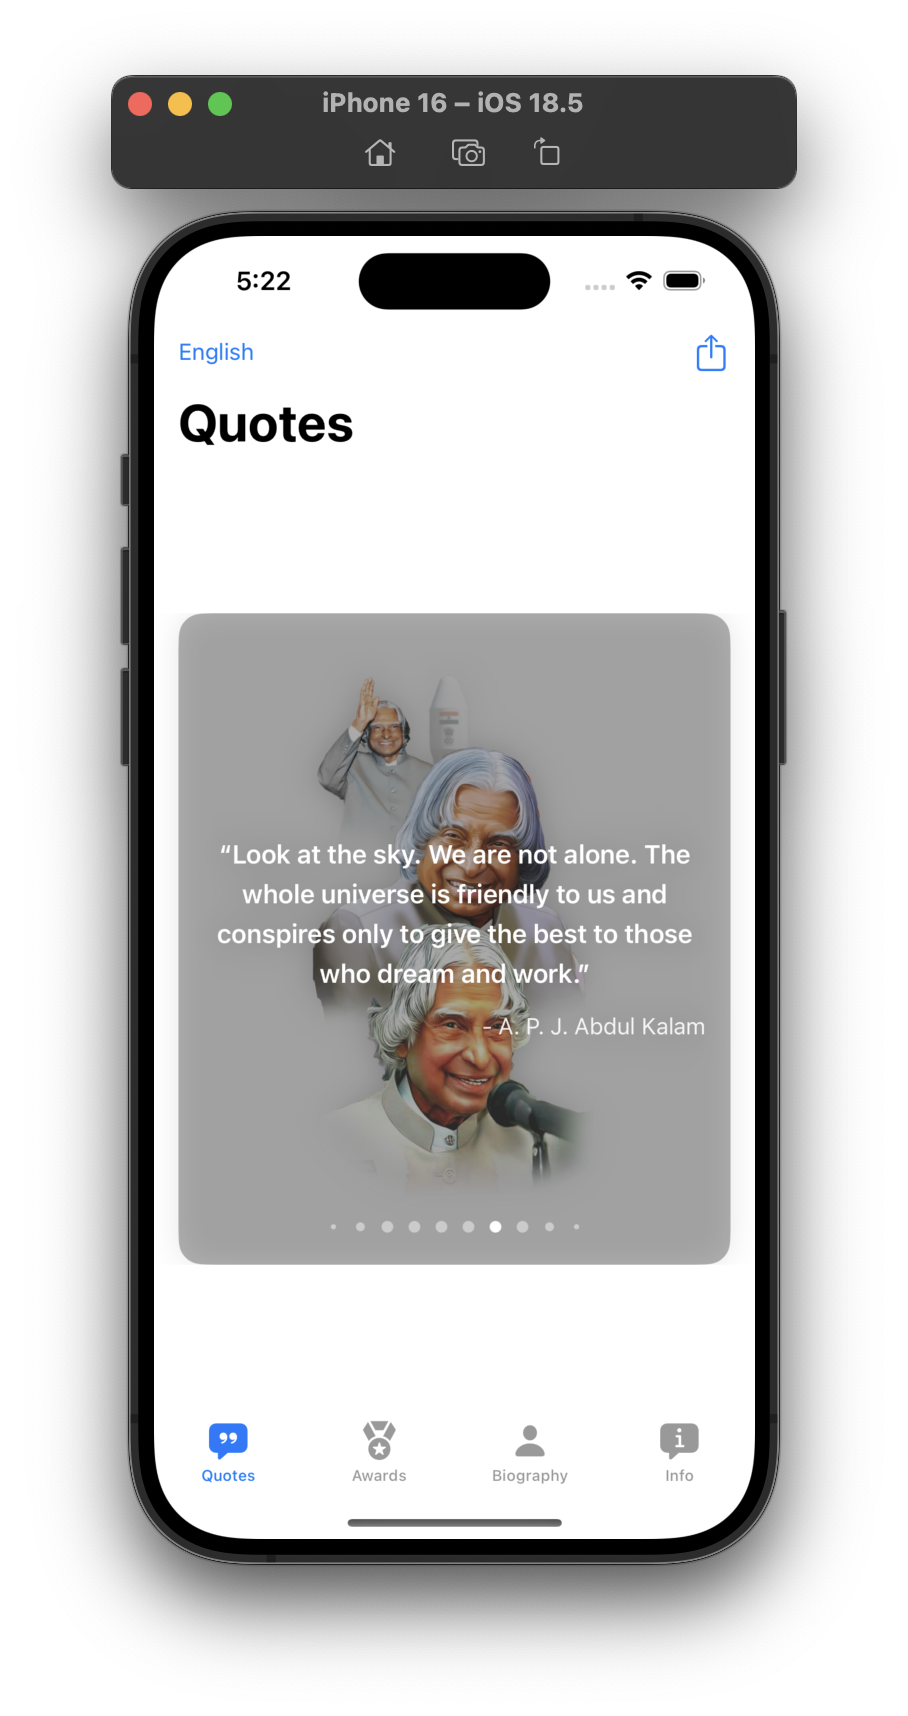 iPhone 16 – iOS 18.5
5:22
English
Quotes
“Look at the sky. We are not alone. The
whole universe is friendly to us and
conspires only to give the best to those
who dream and work.”
- A. P. J. Abdul Kalam
Quotes
Awards
Biography
Info